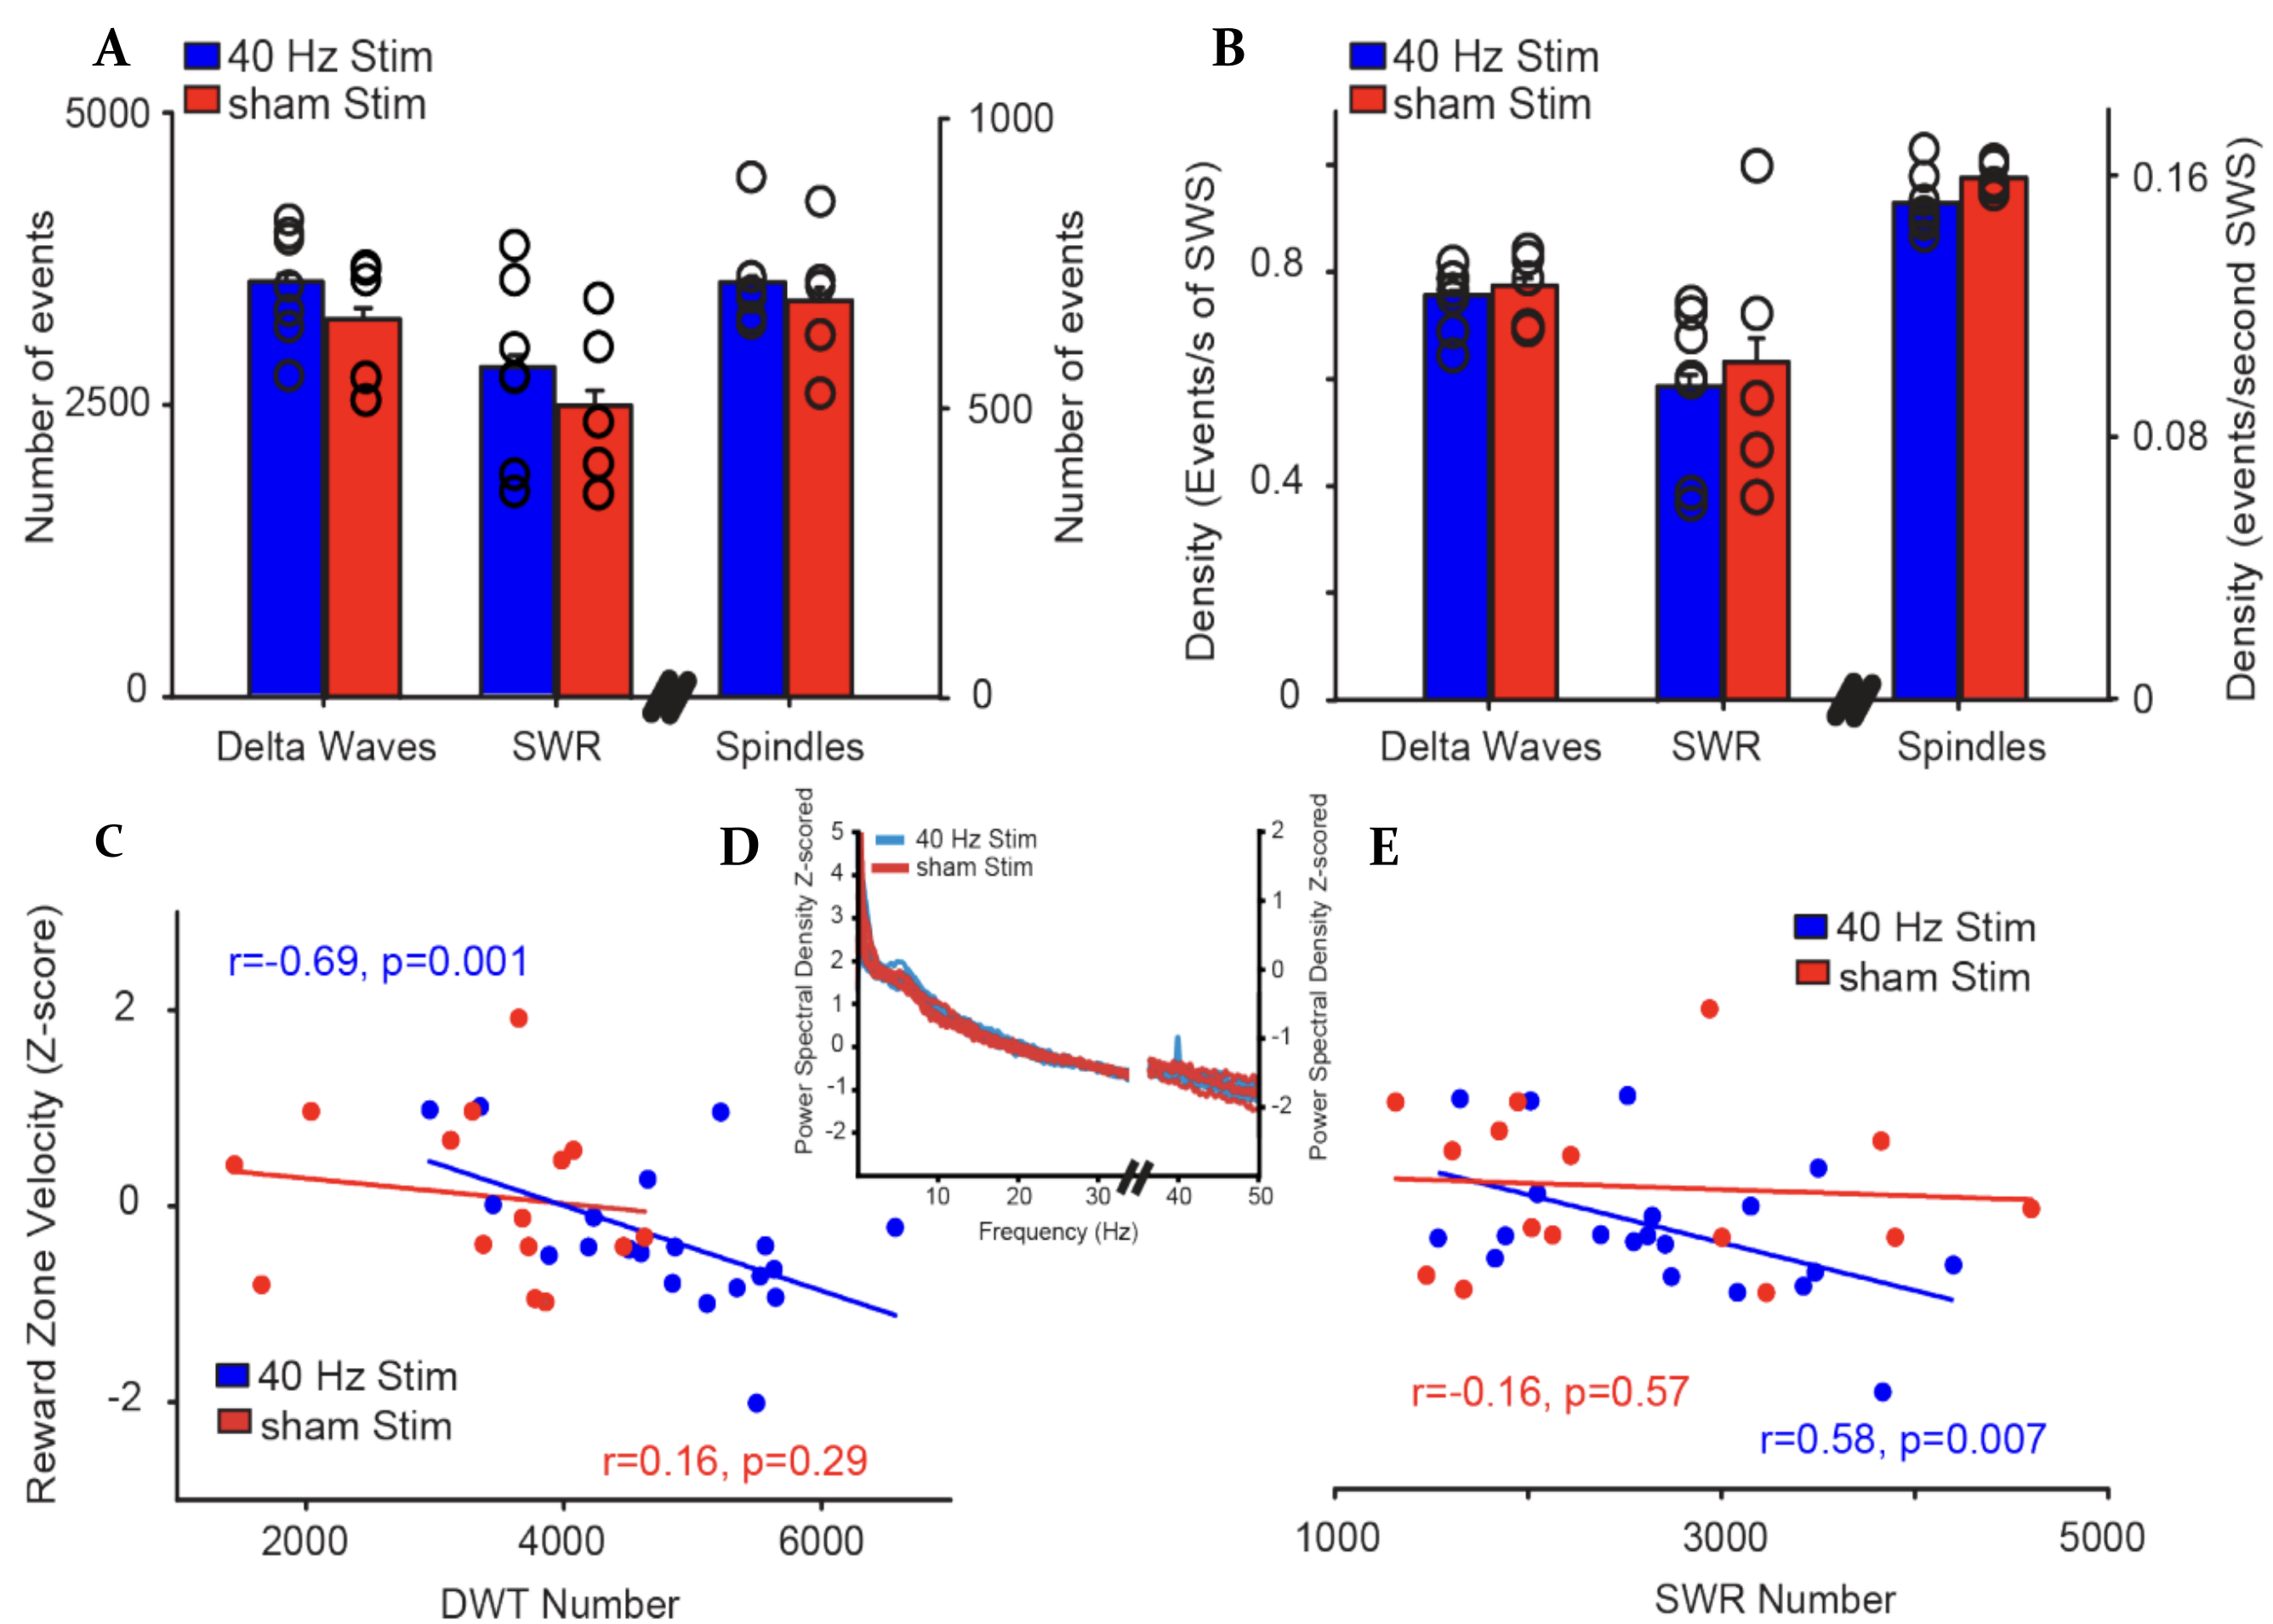 A
40 Hz Stim
sham Stim
5000
2500
0
Number of events
1000
500
0
Number of events
Delta Waves
SWR
Spindles
B
40 Hz Stim
sham Stim
0.8
0.4
0
Density (Events/s of SWS)
0.16
0.08
0
Density (events/second SWS)
Delta Waves
SWR
Spindles
C
r=-0.69, p=0.001
2
0
-2
Reward Zone Velocity (Z-score)
40 Hz Stim
sham Stim
r=0.16, p=0.29
2000
4000
6000
DWT Number
D
40 Hz Stim
sham Stim
5
4
3
2
1
0
-1
-2
Power Spectral Density Z-scored
2
1
0
-1
-2
Power Spectral Density Z-scored
10
20
30
40
50
Frequency (Hz)
E
40 Hz Stim
sham Stim
r=-0.16, p=0.57
r=0.58, p=0.007
1000
3000
5000
SWR Number